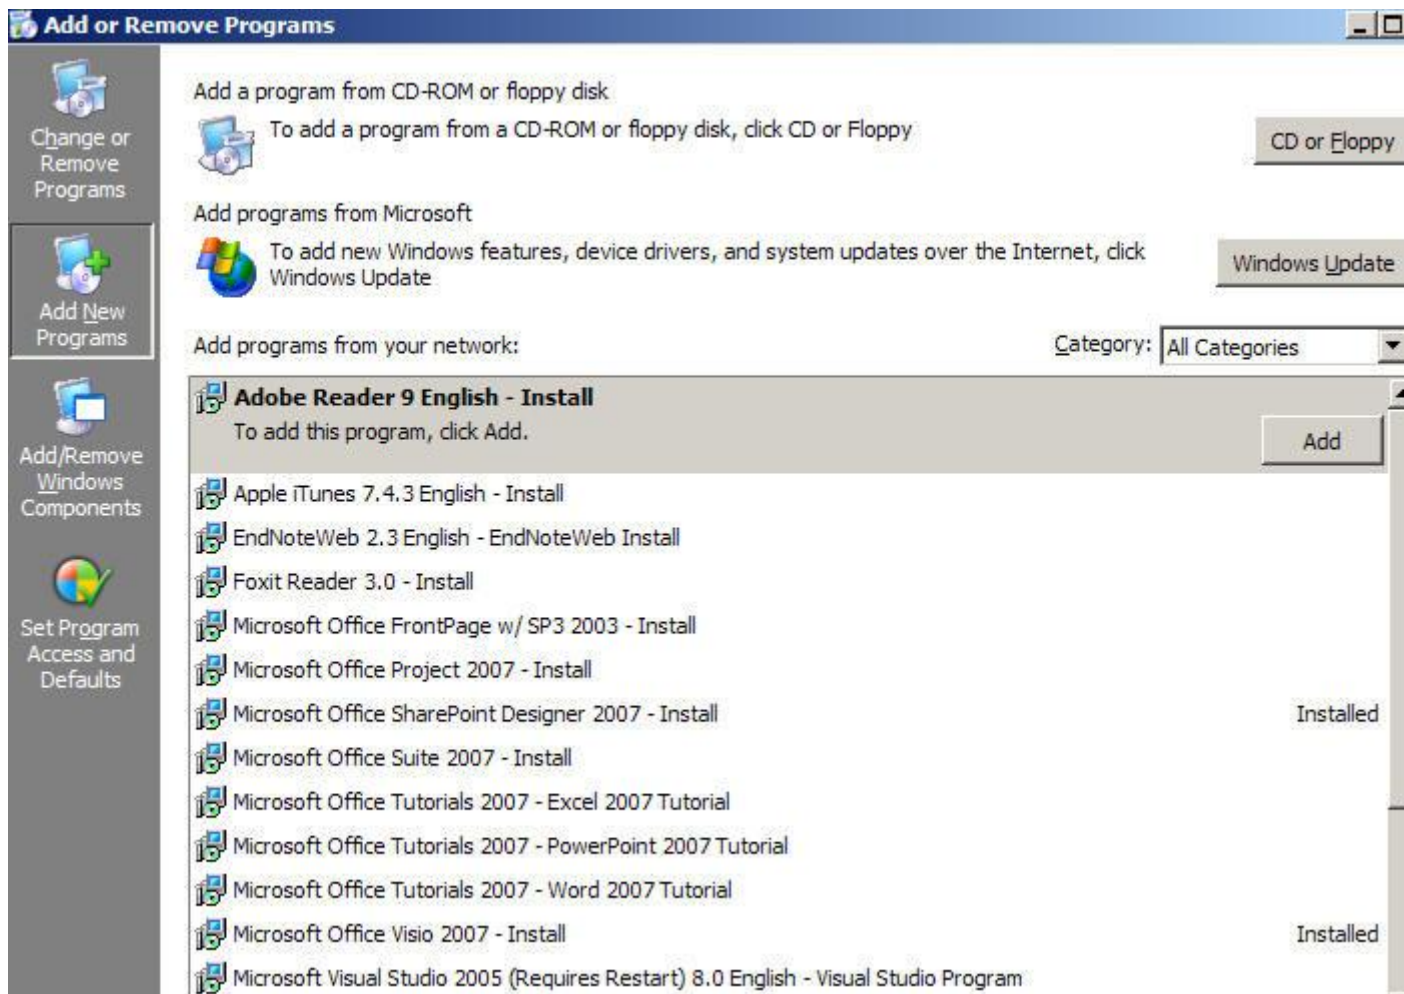 Add or Remove Programs
Change or
Remove
Programs
Add New
Programs
Add/Remove
Windows
Components
Set Program
Access and
Defaults
Add a program from CD-ROM or floppy disk
To add a program from a CD-ROM or floppy disk, click CD or Floppy
CD or Floppy
Add programs from Microsoft
To add new Windows features, device drivers, and system updates over the Internet, click
Windows Update
Windows Update
Add programs from your network:
Category: All Categories
Adobe Reader 9 English - Install
To add this program, click Add.
Add
Apple iTunes 7.4.3 English - Install
EndNoteWeb 2.3 English - EndNoteWeb Install
Foxit Reader 3.0 - Install
Microsoft Office FrontPage w/ SP3 2003 - Install
Microsoft Office Project 2007 - Install
Microsoft Office SharePoint Designer 2007 - Install Installed
Microsoft Office Suite 2007 - Install
Microsoft Office Tutorials 2007 - Excel 2007 Tutorial
Microsoft Office Tutorials 2007 - PowerPoint 2007 Tutorial
Microsoft Office Tutorials 2007 - Word 2007 Tutorial
Microsoft Office Visio 2007 - Install Installed
Microsoft Visual Studio 2005 (Requires Restart) 8.0 English - Visual Studio Program